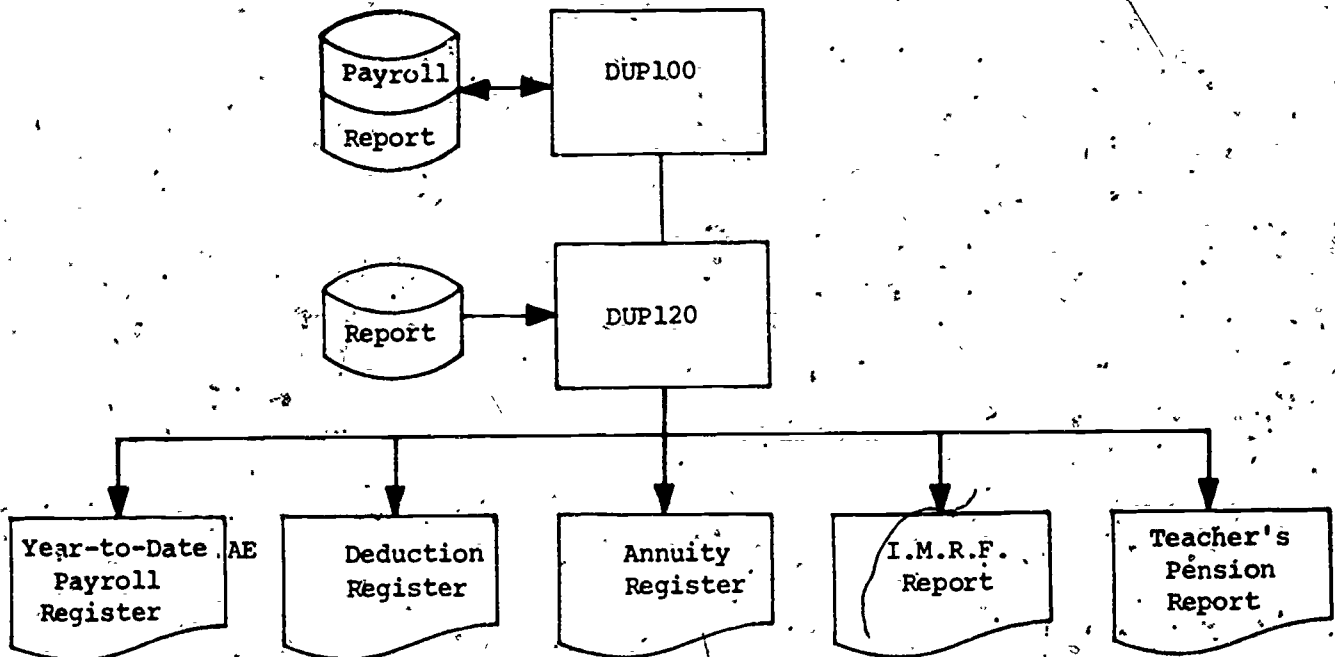 Payroll
Report
DUP100
Report
DUP120
Year-to-Date AE
Payroll
Register
Deduction
Register
Annuity
Register
I.M.R.F.
Report
Teacher's
Pension
Report